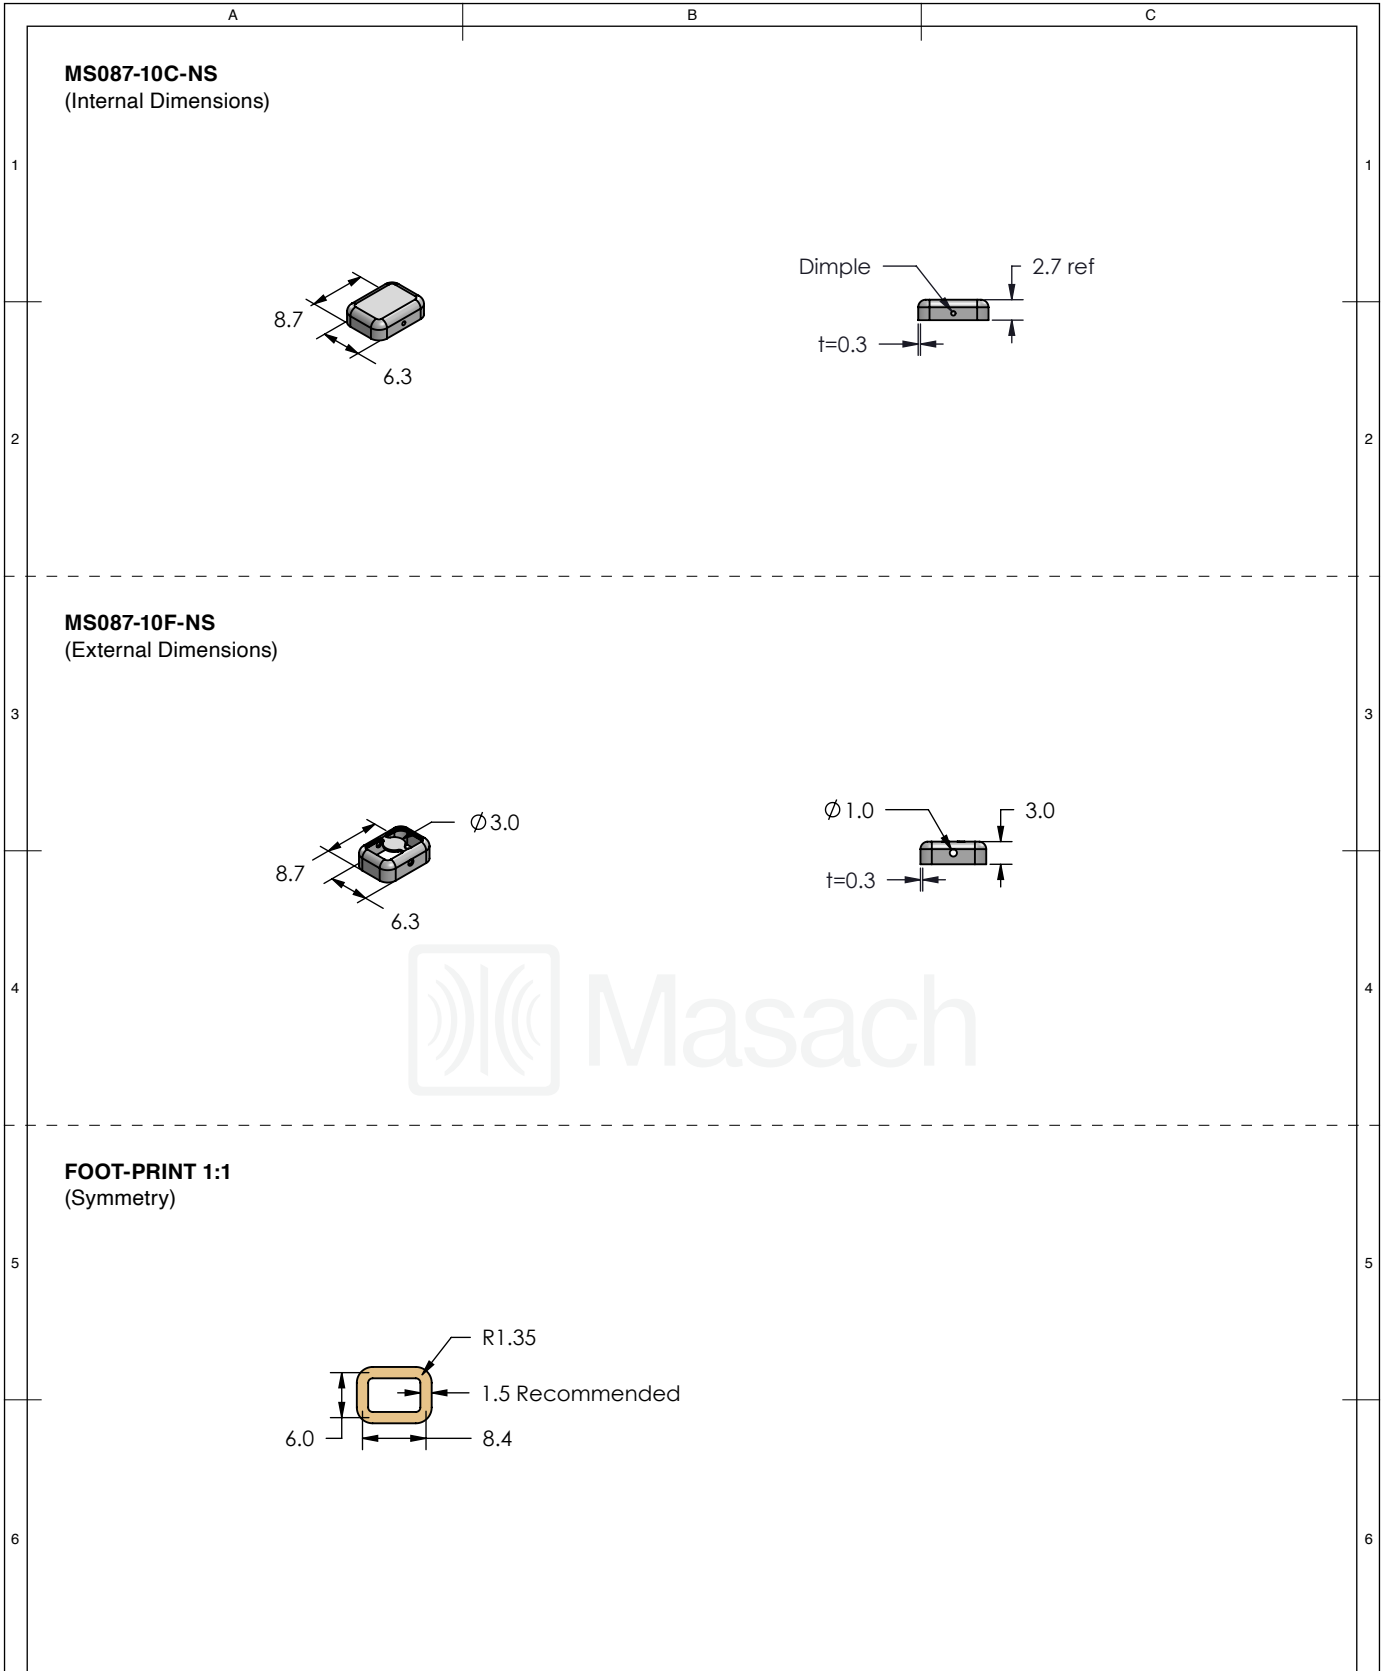 A B C
MS087-10C-NS
(Internal Dimensions)
1 1
Dimple 2.7 ref
8.7
t=0.3
6.3
2 2
MS087-10F-NS
(External Dimensions)
3 3
Ø1.0 3.0
Ø3.0
8.7 t=0.3
6.3
4 4
Masach
FOOT-PRINT 1:1
(Symmetry)
5 5
R1.35
1.5 Recommended
6.0 8.4
6 6